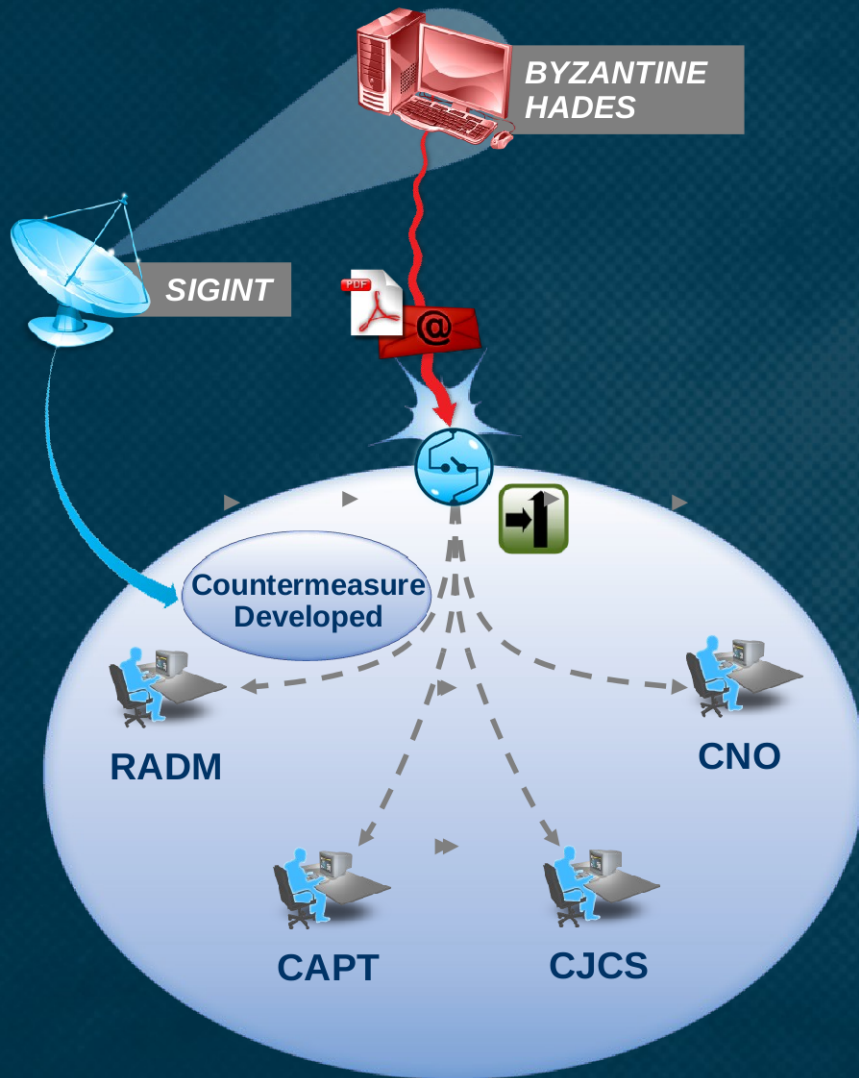 BYZANTINE
HADES
SIGINT
PDF
@
Countermeasure
Developed
RADM
CNO
CAPT
CJCS